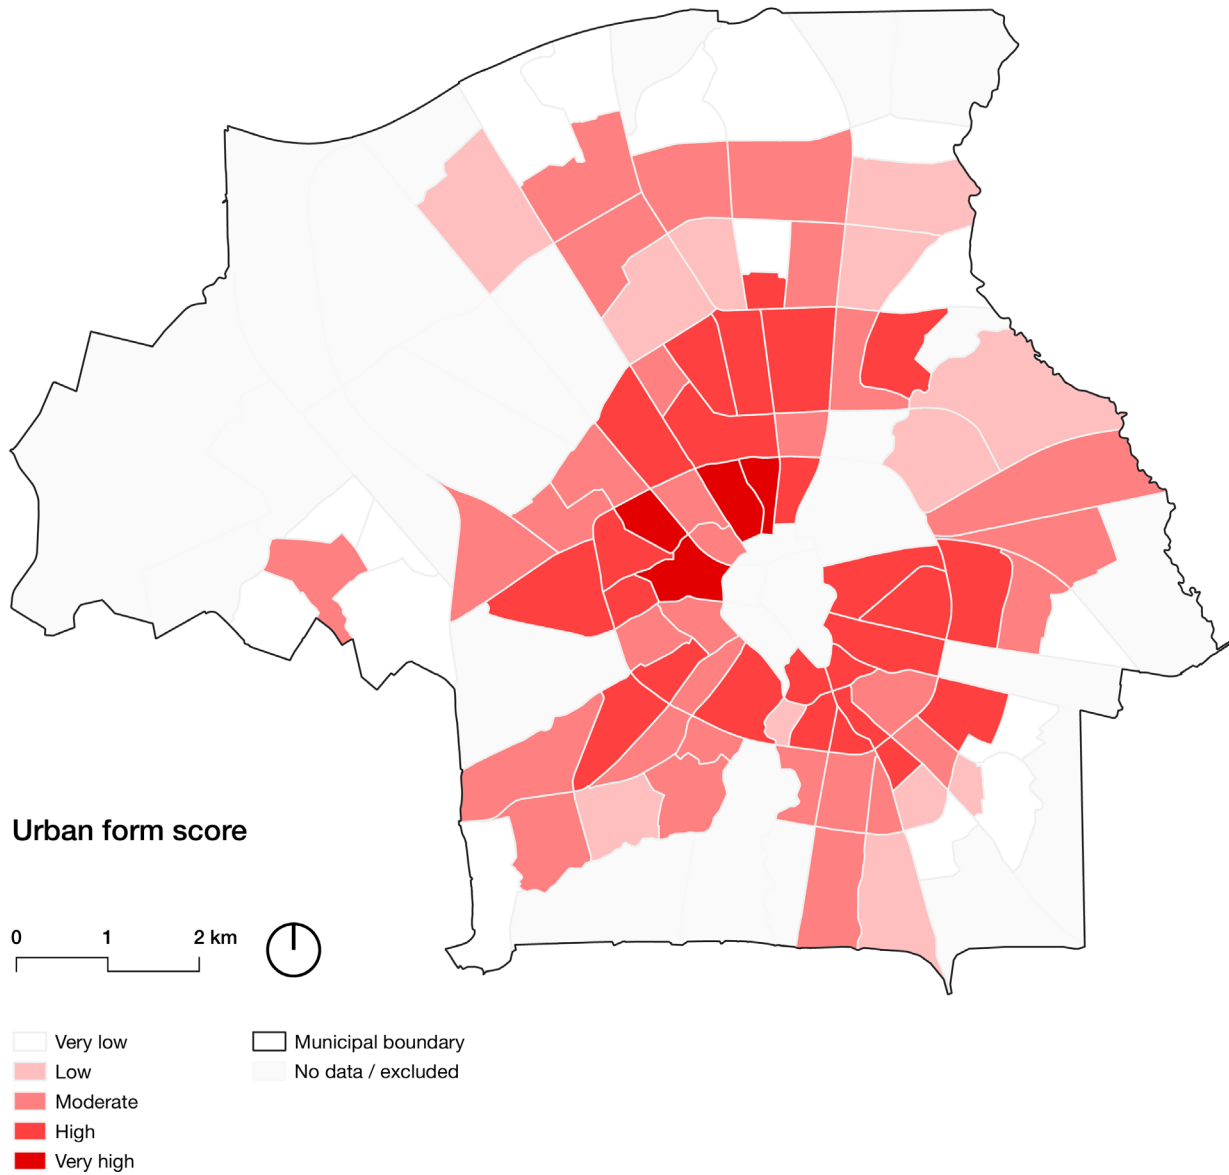 Urban form score
0 1 2 km
Very low
Low
Moderate
High
Very high
Municipal boundary
No data / excluded